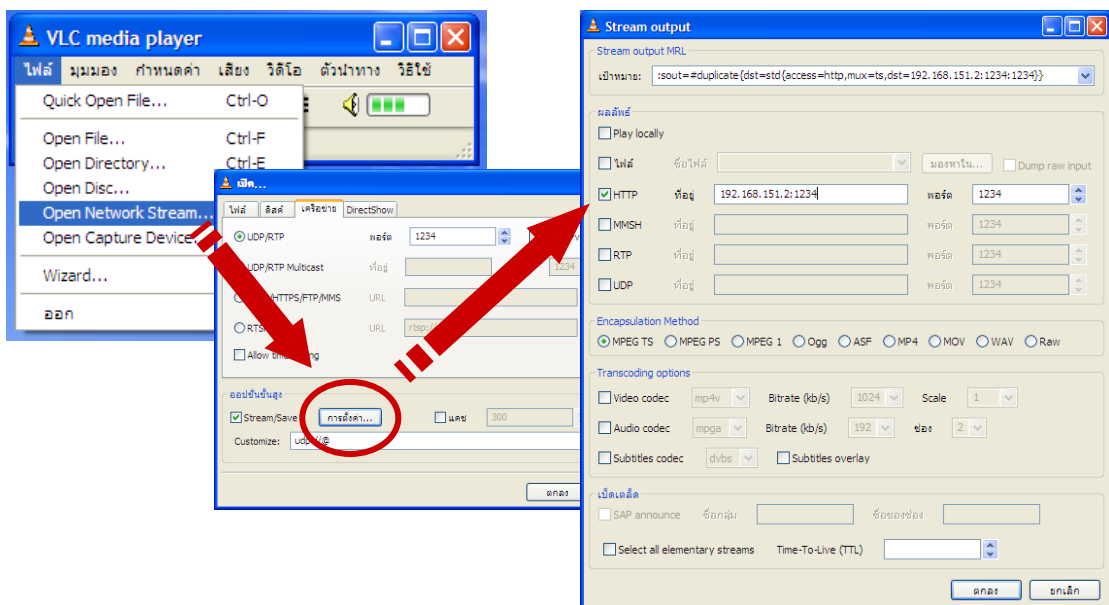 VLC media player
ไฟล์ มุมมอง กำหนดค่า เสียง วิดีโอ ตัวนำทาง วิธีใช้
Quick Open File... Ctrl-O
Open File... Ctrl-F
Open Directory... Ctrl-E
Open Disc...
Open Network Stream...
Open Capture Device
Wizard...
ออก
เปิด...
ไฟล์ ดิสค์ เครือข่าย DirectShow
UDP/RTP พอร์ต 1234
UDP/RTP Multicast ที่อยู่ 1234
/HTTPS/FTP/MMS URL
RTS URL rtsp:/
Allow tim ng
ออปชั่นขั้นสูง
Stream/Save การตั้งค่า... แคช 300
Customize: udp://@
ตกลง
Stream output
Stream output MRL
เป้าหมาย: :sout=#duplicate{dst=std{access=http,mux=ts,dst=192.168.151.2:1234:1234}}
ผลลัพธ์
Play locally
ไฟล์ ชื่อไฟล์ มองหาใน... Dump raw input
HTTP ที่อยู่ 192.168.151.2:1234 พอร์ต 1234
MMSH ที่อยู่ พอร์ต 1234
RTP ที่อยู่ พอร์ต 1234
UDP ที่อยู่ พอร์ต 1234
Encapsulation Method
MPEG TS MPEG PS MPEG 1 Ogg ASF MP4 MOV WAV Raw
Transcoding options
Video codec mp4v Bitrate (kb/s) 1024 Scale 1
Audio codec mpga Bitrate (kb/s) 192 ช่อง 2
Subtitles codec dvbs Subtitles overlay
เบ็ดเตล็ด
SAP announce ชื่อกลุ่ม ชื่อของช่อง
Select all elementary streams Time-To-Live (TTL)
ตกลง ยกเลิก